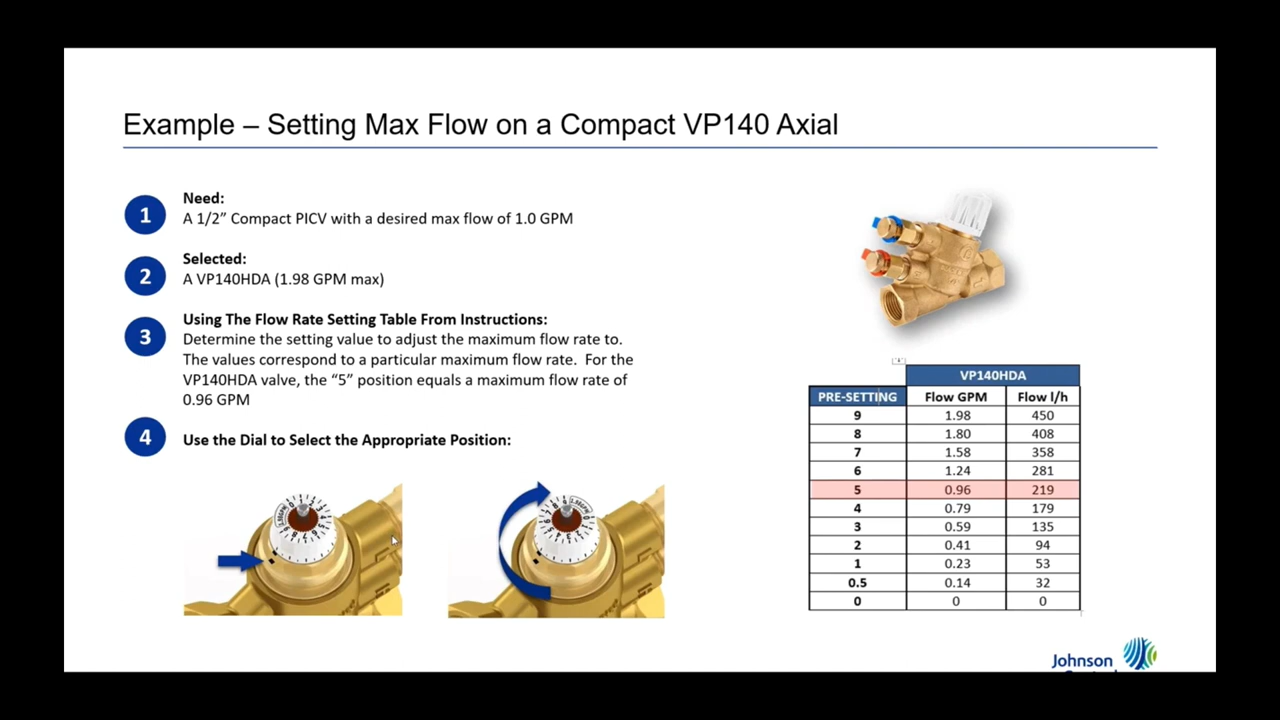 Example – Setting Max Flow on a Compact VP140 Axial
1
Need:
A 1/2” Compact PICV with a desired max flow of 1.0 GPM
2
Selected:
A VP140HDA (1.98 GPM max)
3
Using The Flow Rate Setting Table From Instructions:
Determine the setting value to adjust the maximum flow rate to.
The values correspond to a particular maximum flow rate.  For the
VP140HDA valve, the “5” position equals a maximum flow rate of
0.96 GPM
4
Use the Dial to Select the Appropriate Position:
VP140HDA
PRE-SETTING Flow GPM Flow l/h
9 1.98 450
8 1.80 408
7 1.58 358
6 1.24 281
5 0.96 219
4 0.79 179
3 0.59 135
2 0.41 94
1 0.23 53
0.5 0.14 32
0 0 0
Johnson